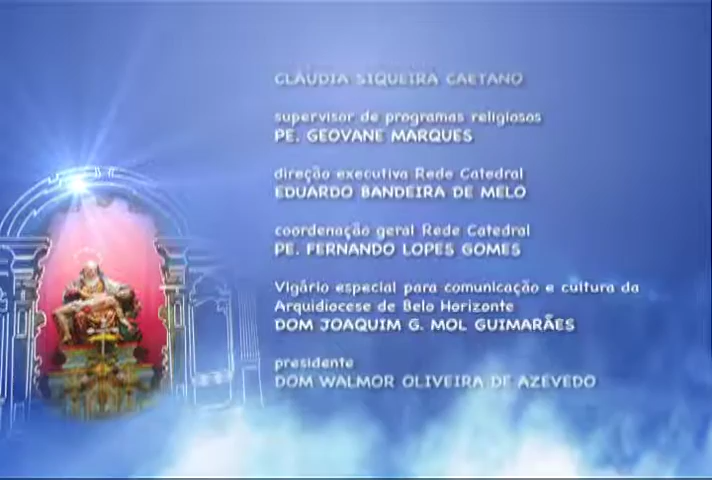 CLÁUDIA SIQUEIRA CAETANO
supervisor de programas religiosos
PE. GEOVANE MARQUES
direção executiva Rede Catedral
EDUARDO BANDEIRA DE MELO
coordenação geral Rede Catedral
PE. FERNANDO LOPES GOMES
Vigário especial para comunicação e cultura da
Arquidiocese de Belo Horizonte
DOM JOAQUIM G. MOL GUIMARÃES
presidente
DOM WALMOR OLIVEIRA DE AZEVEDO